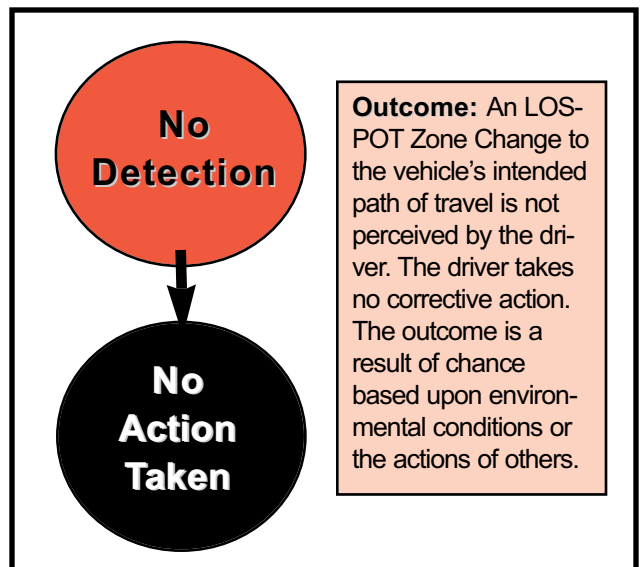 No
Detection
No
Action
Taken
Outcome: An LOS-
POT Zone Change to
the vehicle's intended
path of travel is not
perceived by the dri-
ver. The driver takes
no corrective action.
The outcome is a
result of chance
based upon environ-
mental conditions or
the actions of others.